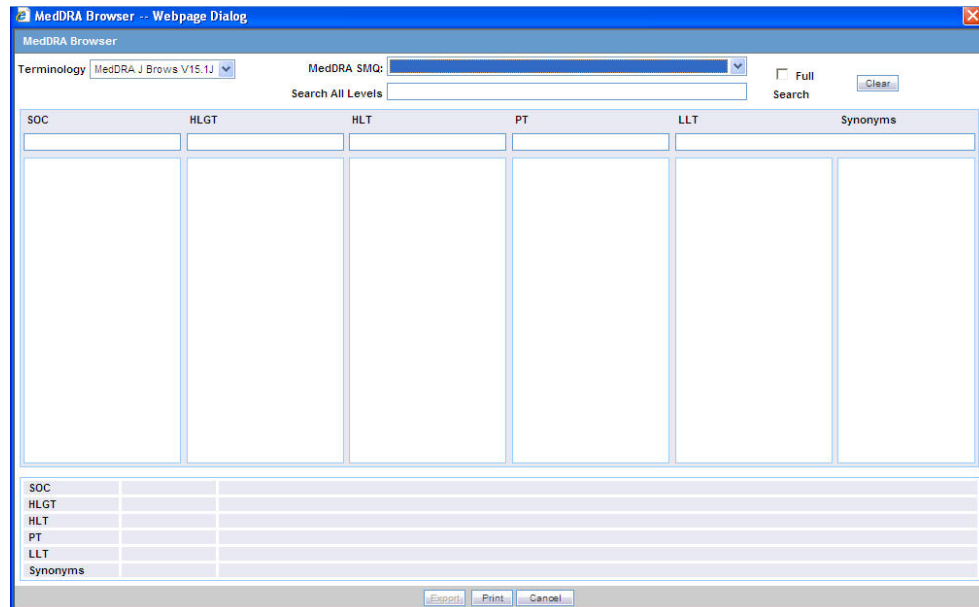 MedDRA Browser -- Webpage Dialog
MedDRA Browser
Terminology MedDRA J Brows V15.1J MedDRA SMQ: Full
Search All Levels Search Clear
SOC HLGT HLT PT LLT Synonyms
SOC
HLGT
HLT
PT
LLT
Synonyms
Export Print Cancel